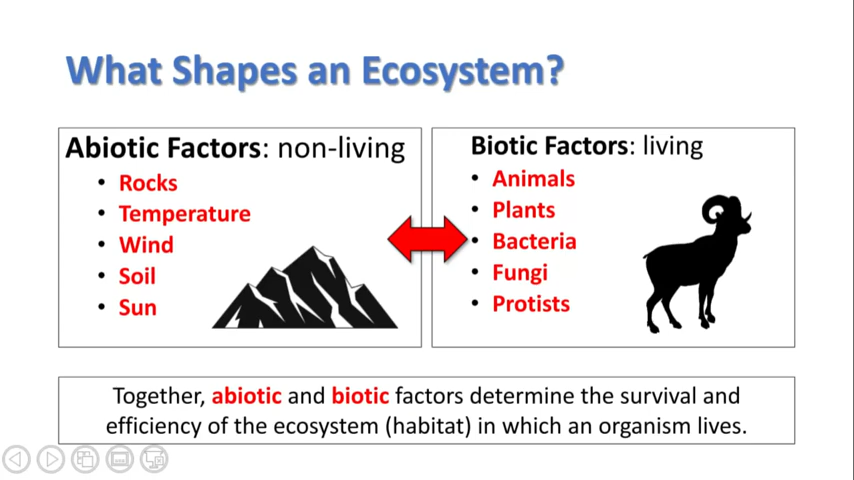 What Shapes an Ecosystem?
Abiotic Factors: non-living
• Rocks
• Temperature
• Wind
• Soil
• Sun
Biotic Factors: living
• Animals
• Plants
• Bacteria
• Fungi
• Protists
Together, abiotic and biotic factors determine the survival and
efficiency of the ecosystem (habitat) in which an organism lives.